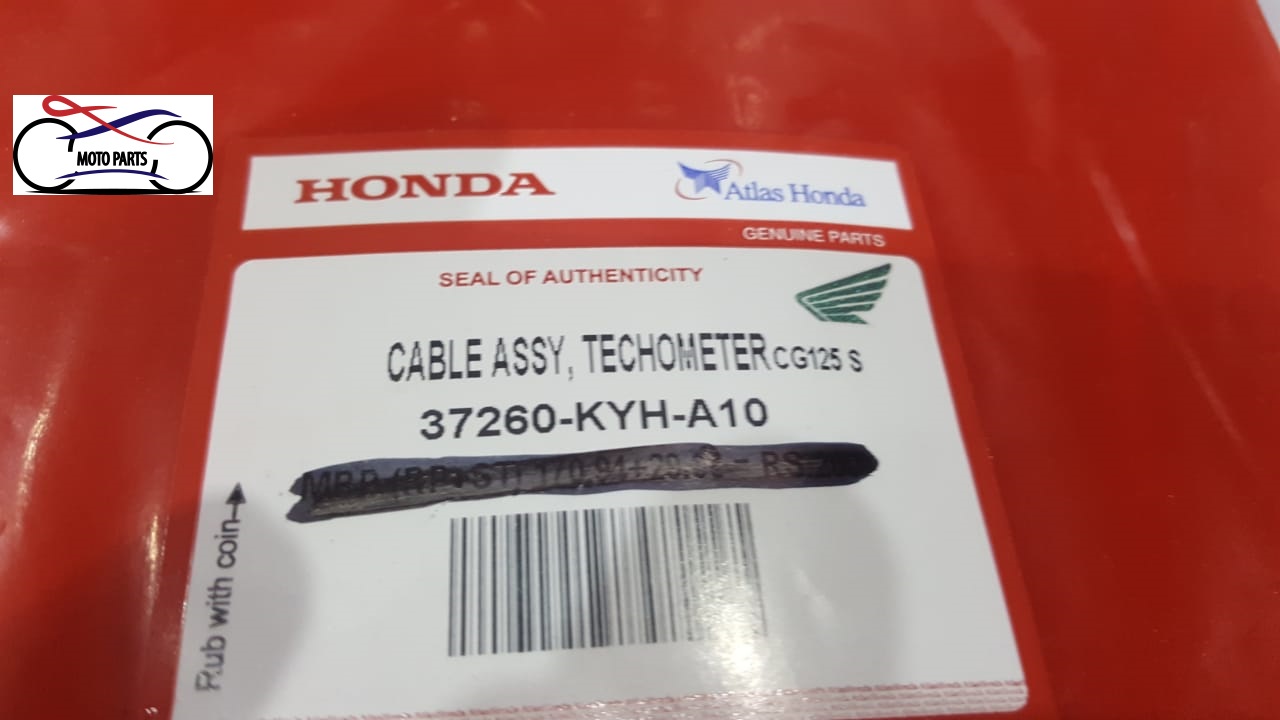 MOTO PARTS
HONDA
Atlas Honda
GENUINE PARTS
SEAL OF AUTHENTICITY
CABLE ASSY, TECHOMETER CG125 S
37260-KYH-A10
Rub with coin